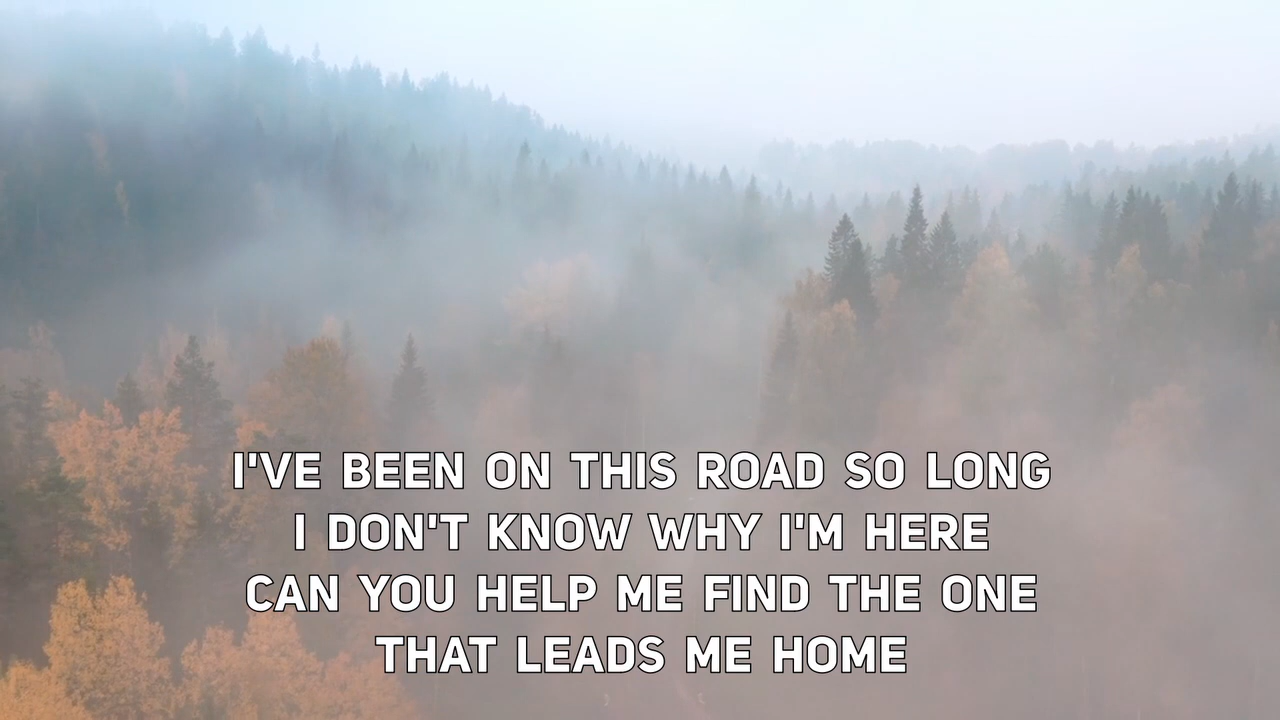 I'VE BEEN ON THIS ROAD SO LONG
I DON'T KNOW WHY I'M HERE
CAN YOU HELP ME FIND THE ONE
THAT LEADS ME HOME